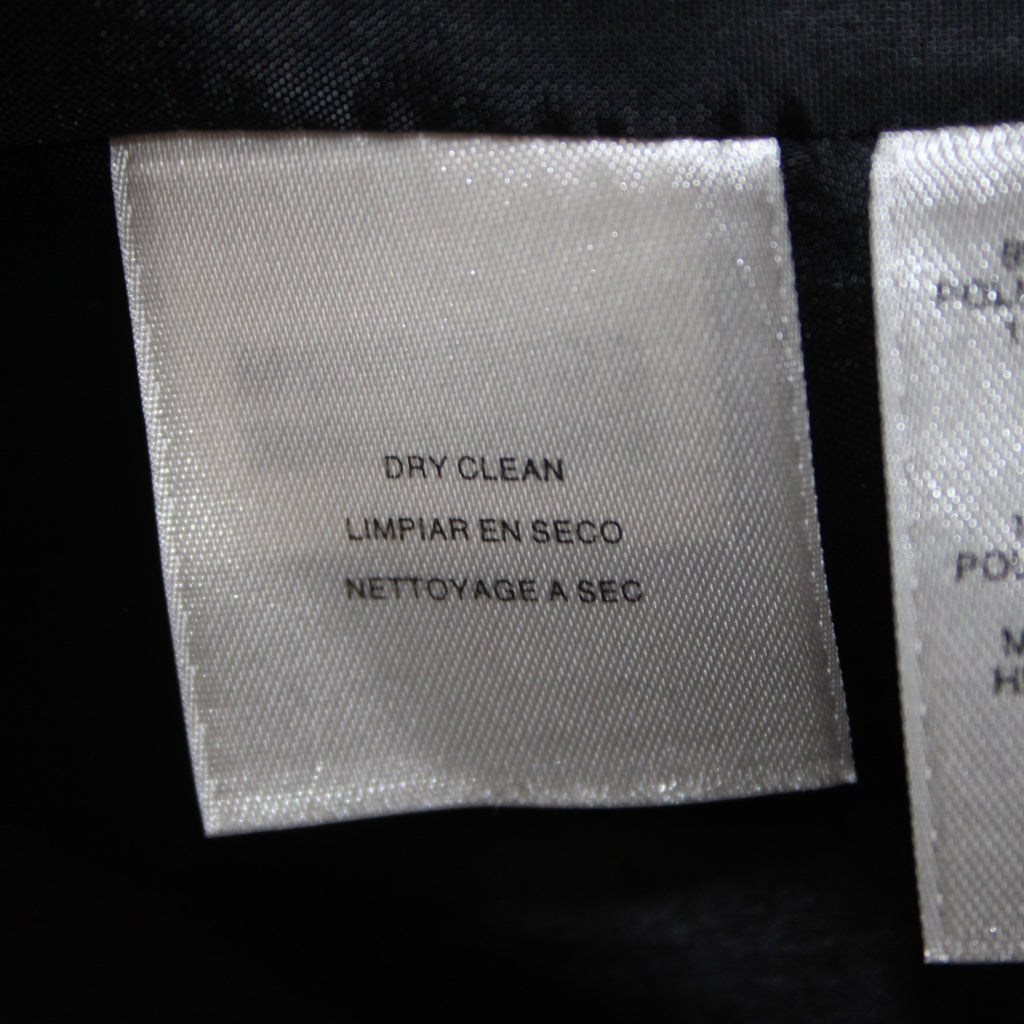 DRY CLEAN
LIMPIAR EN SECO
NETTOYAGE A SEC